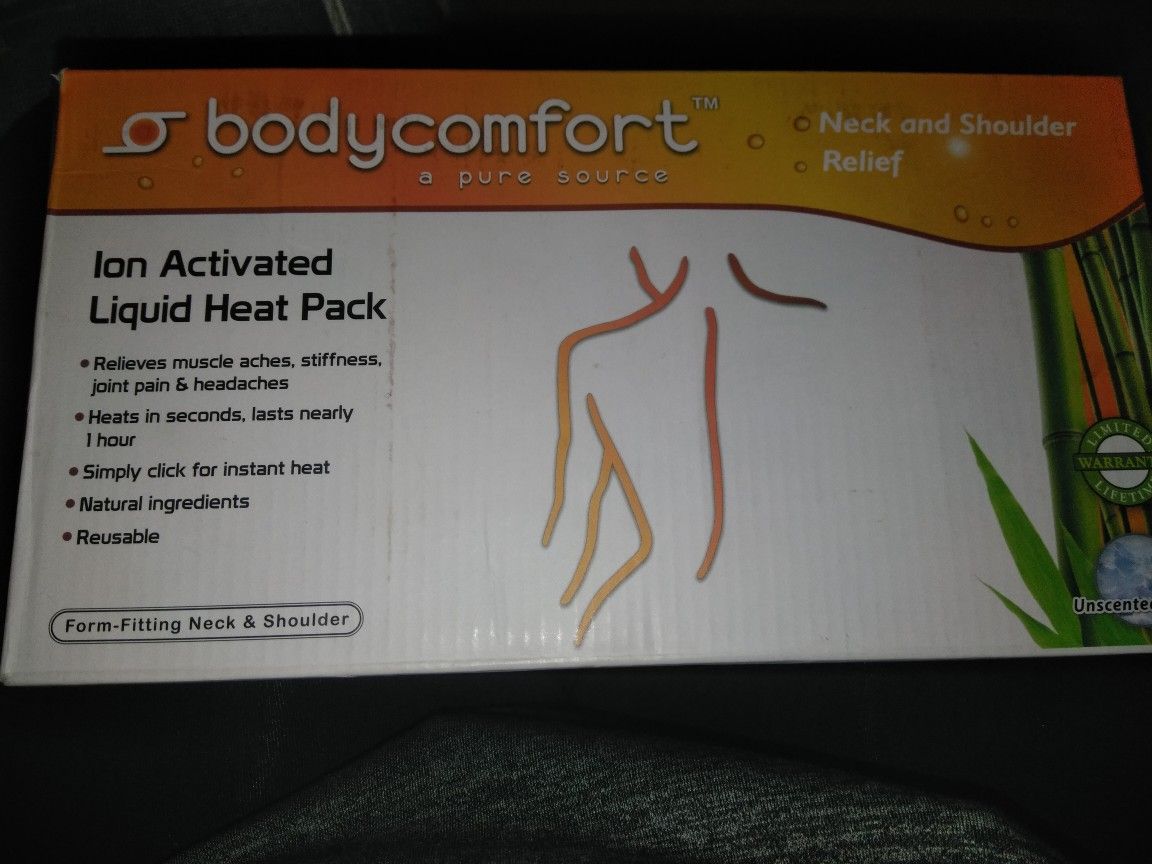 bodycomfort™
a pure source
Neck and Shoulder
Relief
Ion Activated
Liquid Heat Pack
• Relieves muscle aches, stiffness,
joint pain & headaches
• Heats in seconds, lasts nearly
1 hour
• Simply click for instant heat
• Natural ingredients
• Reusable
Form-Fitting Neck & Shoulder
LIMITED
WARRANT
LIFETI
Unscented